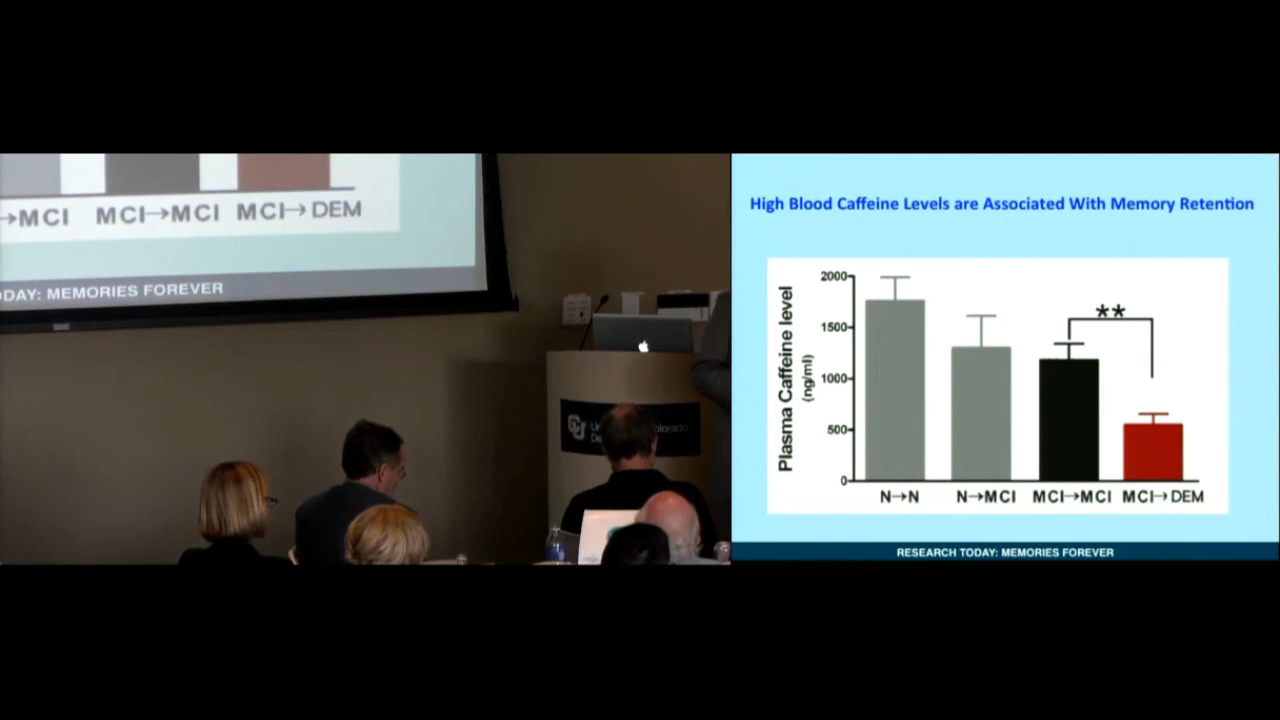 →MCI MCI→MCI MCI→DEM
DAY: MEMORIES FOREVER
CU
High Blood Caffeine Levels are Associated With Memory Retention
Plasma Caffeine level
(ng/ml)
2000
1500
1000
500
0
**
N→N N→MCI MCI→MCI MCI→DEM
RESEARCH TODAY: MEMORIES FOREVER